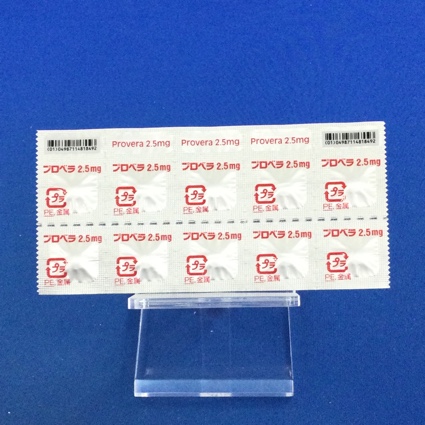 Provera 2.5mg Provera 2.5mg Provera 2.5mg
(01)04987114818492 (01)04987114818492
プロベラ 2.5mg プロベラ 2.5mg プロベラ 2.5mg プロベラ 2.5mg プロベラ 2.5mg
プラ プラ プラ プラ プラ
PE, 金属 PE, 金属 PE, 金属 PE, 金属 PE, 金属
プロベラ 2.5mg プロベラ 2.5mg プロベラ 2.5mg プロベラ 2.5mg プロベラ 2.5mg
プラ プラ プラ プラ プラ
PE, 金属 PE, 金属 PE, 金属 PE, 金属 PE, 金属